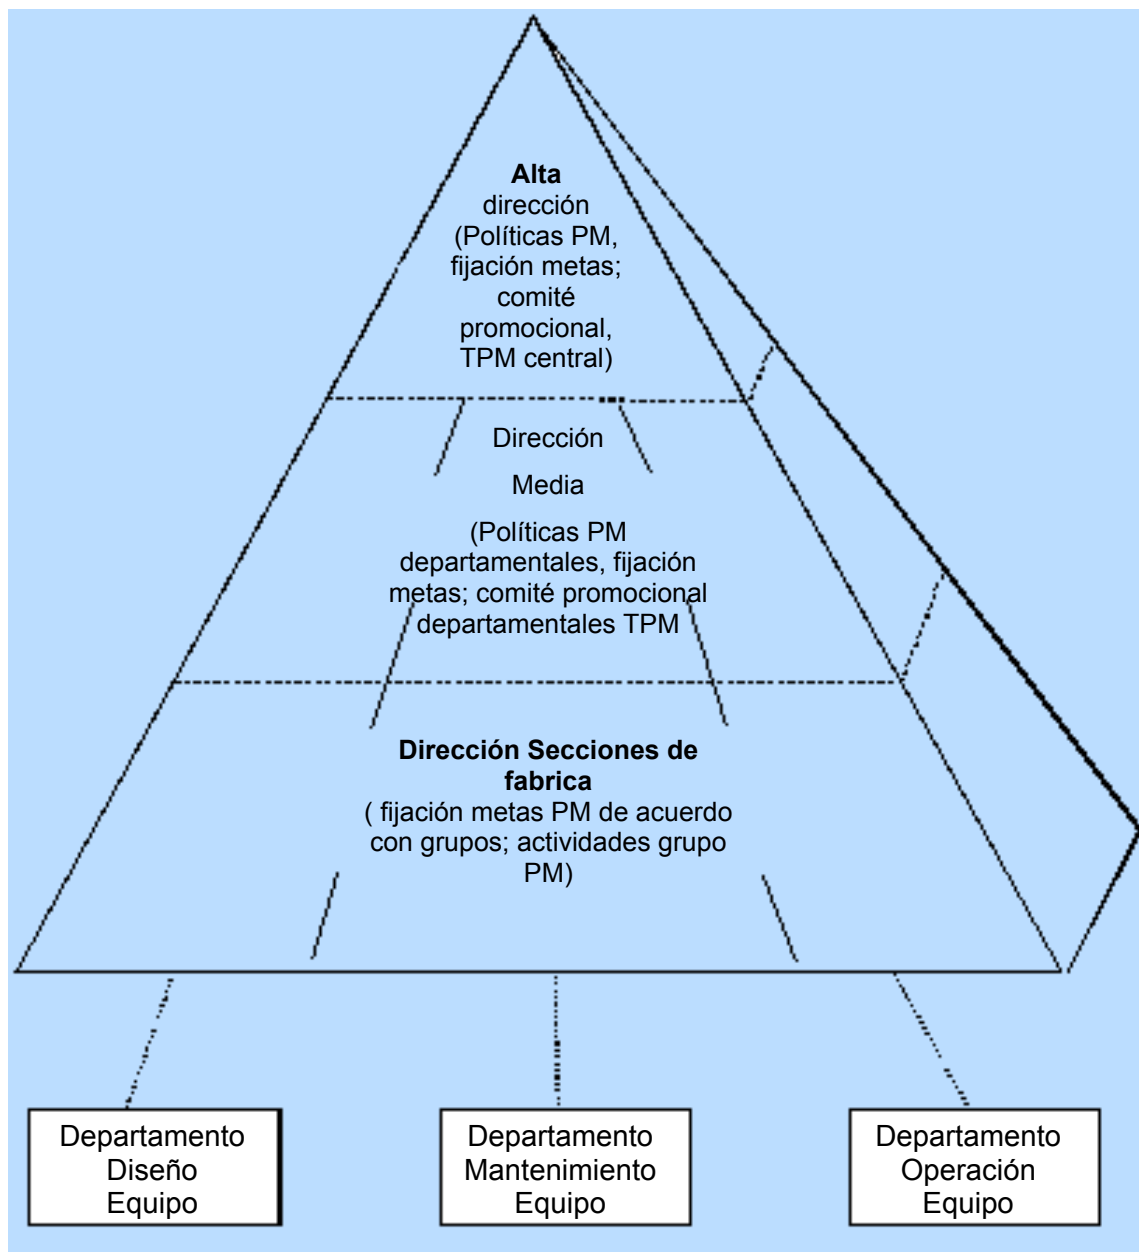 Alta
dirección
(Políticas PM,
fijación metas;
comité
promocional,
TPM central)
Dirección
Media
(Políticas PM
departamentales, fijación
metas; comité promocional
departamentales TPM
Dirección Secciones de
fabrica
( fijación metas PM de acuerdo
con grupos; actividades grupo
PM)
Departamento
Diseño
Equipo
Departamento
Mantenimiento
Equipo
Departamento
Operación
Equipo